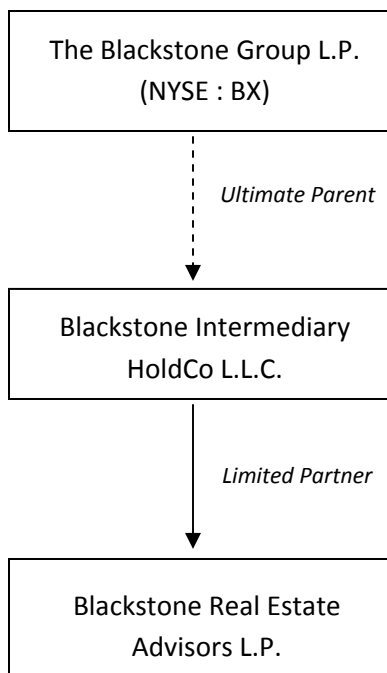 The Blackstone Group L.P.
(NYSE : BX)
Ultimate Parent
Blackstone Intermediary
HoldCo L.L.C.
Limited Partner
Blackstone Real Estate
Advisors L.P.